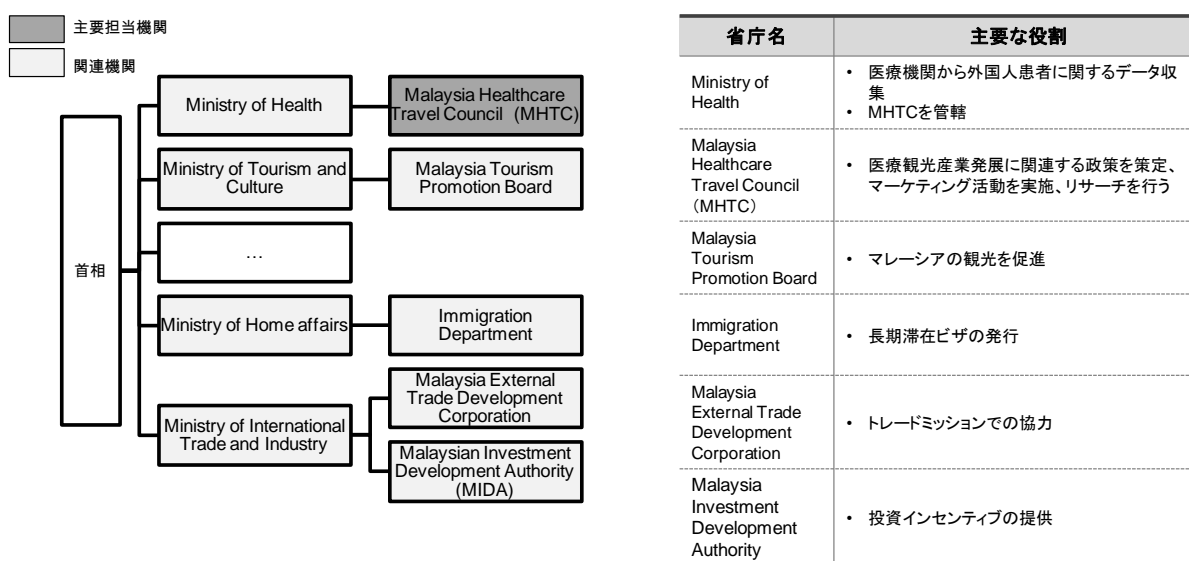 主要担当機関
関連機関
首相
Ministry of Health
Malaysia Healthcare
Travel Council (MHTC)
Ministry of Tourism and
Culture
Malaysia Tourism
Promotion Board
…
Ministry of Home affairs
Immigration
Department
Ministry of International
Trade and Industry
Malaysia External
Trade Development
Corporation
Malaysian Investment
Development Authority
(MIDA)
省庁名
主要な役割
Ministry of
Health
• 医療機関から外国人患者に関するデータ収
集
• MHTCを管轄
Malaysia
Healthcare
Travel Council
(MHTC)
• 医療観光産業発展に関連する政策を策定、
マーケティング活動を実施、リサーチを行う
Malaysia
Tourism
Promotion Board
• マレーシアの観光を促進
Immigration
Department
• 長期滞在ビザの発行
Malaysia
External Trade
Development
Corporation
• トレードミッションでの協力
Malaysia
Investment
Development
Authority
• 投資インセンティブの提供